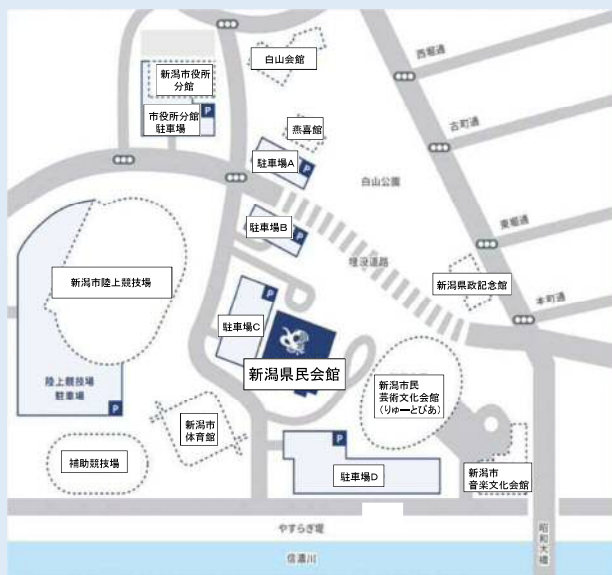 白山会館
西堀通
新潟市役所
分館
P
市役所分館
駐車場
燕喜館
古町通
駐車場A
P
白山公園
駐車場B
P
東堀通
埋没道路
新潟市陸上競技場
新潟県政記念館
本町通
P
駐車場C
新潟県民会館
陸上競技場
駐車場
P
新潟市民
芸術文化会館
(りゅーとぴあ)
新潟市
体育館
補助競技場
P
駐車場D
新潟市
音楽文化会館
やすらぎ堤
昭和大橋
信濃川